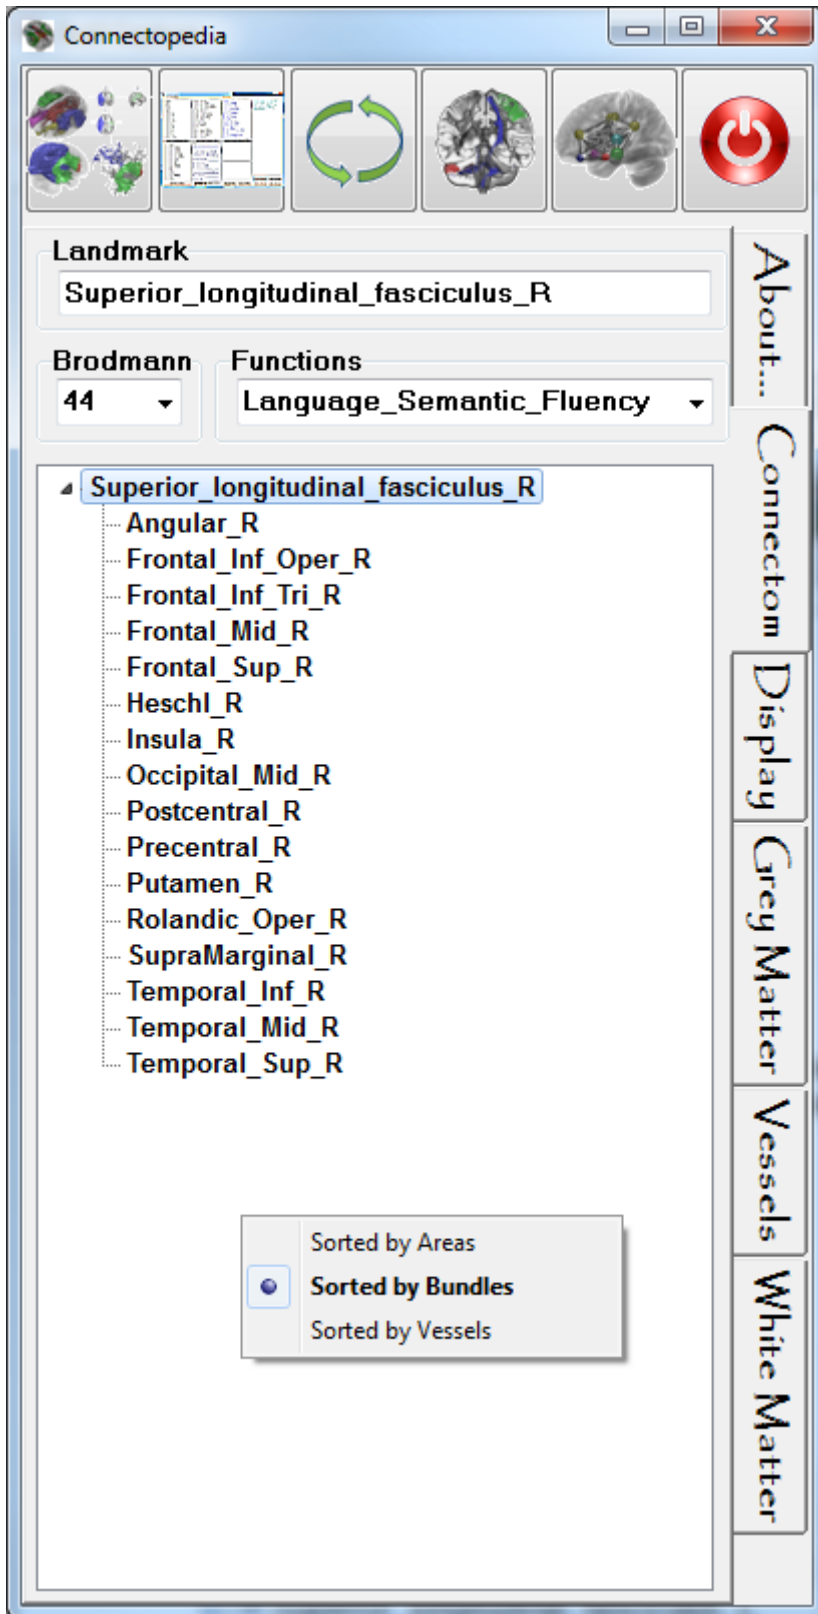 Connectopedia
Landmark
Superior_longitudinal_fasciculus_R
Brodmann
Functions
44
Language_Semantic_Fluency
Superior_longitudinal_fasciculus_R
Angular_R
Frontal_Inf_Oper_R
Frontal_Inf_Tri_R
Frontal_Mid_R
Frontal_Sup_R
Heschl_R
Insula_R
Occipital_Mid_R
Postcentral_R
Precentral_R
Putamen_R
Rolandic_Oper_R
SupraMarginal_R
Temporal_Inf_R
Temporal_Mid_R
Temporal_Sup_R
Sorted by Areas
Sorted by Bundles
Sorted by Vessels
About...
Connectom
Display
Grey Matter
Vessels
White Matter